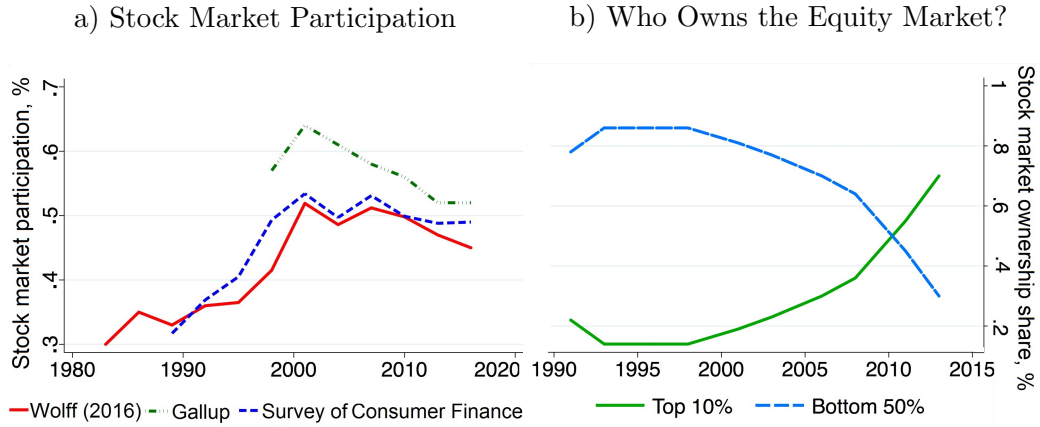 a) Stock Market Participation
b) Who Owns the Equity Market?
Stock market participation, %
.7
.6
.5
.4
.3
1980
1990
2000
2010
2020
Wolff (2016)
Gallup
Survey of Consumer Finance
1
.8
.6
.4
.2
Stock market ownership share, %
1990
1995
2000
2005
2010
2015
Top 10%
Bottom 50%